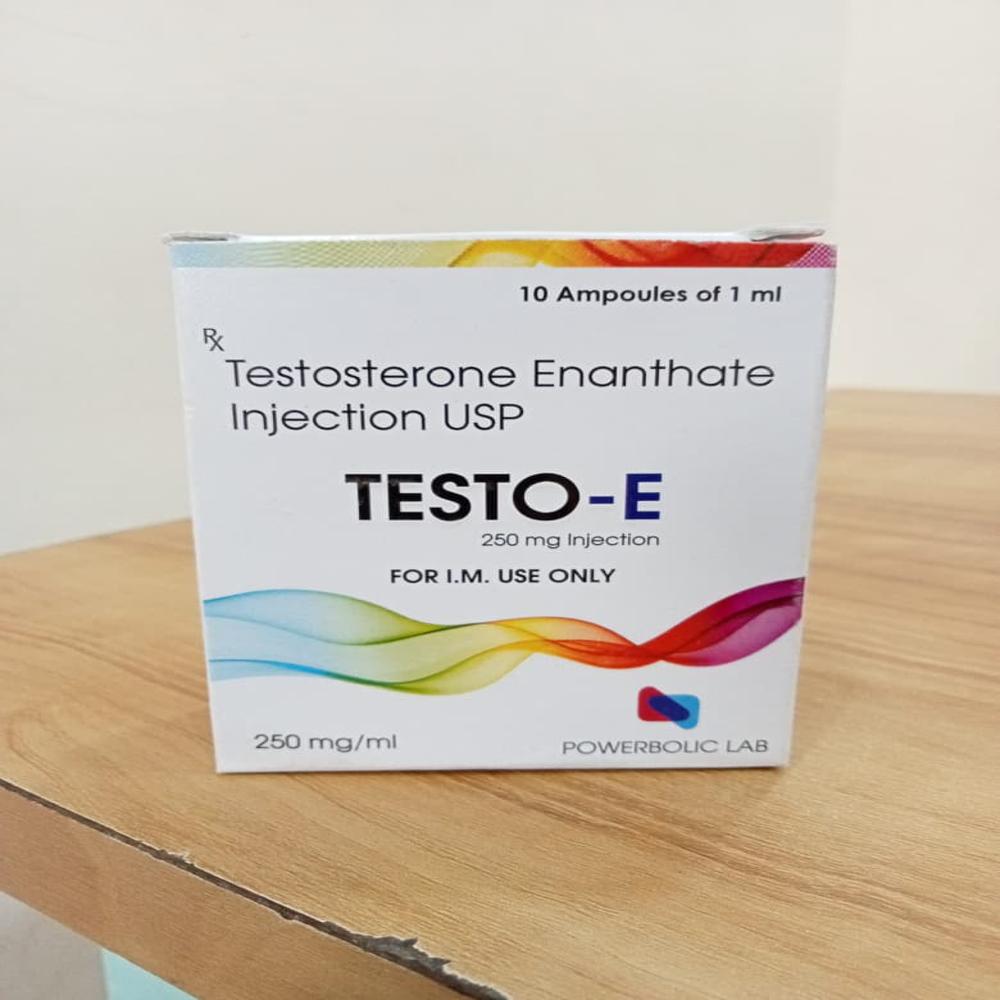 10 Ampoules of 1 ml
Rx
Testosterone Enanthate
Injection USP
TESTO-E
250 mg Injection
FOR I.M. USE ONLY
250 mg/ml
POWERBOLIC LAB